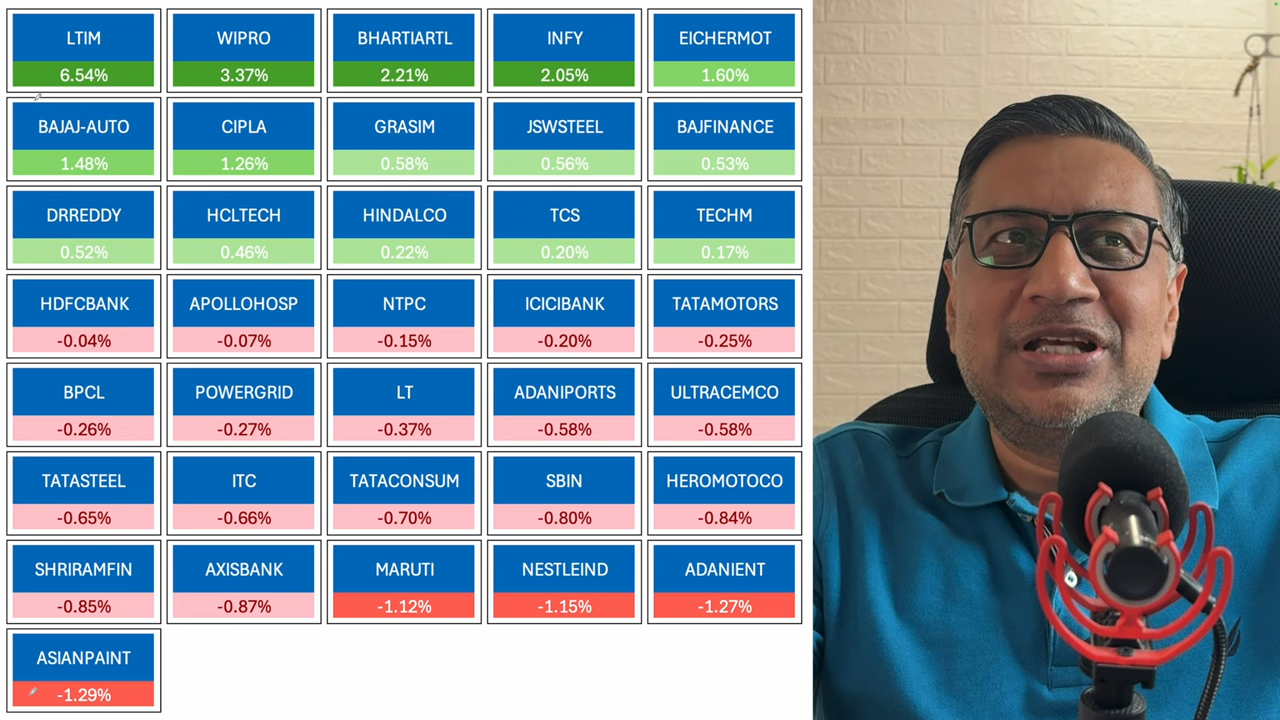 LTIM WIPRO BHARTIARTL INFY EICHERMOT
6.54% 3.37% 2.21% 2.05% 1.60%
BAJAJ-AUTO CIPLA GRASIM JSWSTEEL BAJFINANCE
1.48% 1.26% 0.58% 0.56% 0.53%
DRREDDY HCLTECH HINDALCO TCS TECHM
0.52% 0.46% 0.22% 0.20% 0.17%
HDFCBANK APOLLOHOSP NTPC ICICIBANK TATAMOTORS
-0.04% -0.07% -0.15% -0.20% -0.25%
BPCL POWERGRID LT ADANIPORTS ULTRACEMCO
-0.26% -0.27% -0.37% -0.58% -0.58%
TATASTEEL ITC TATACONSUM SBIN HEROMOTOCO
-0.65% -0.66% -0.70% -0.80% -0.84%
SHRIRAMFIN AXISBANK MARUTI NESTLEIND ADANIENT
-0.85% -0.87% -1.12% -1.15% -1.27%
ASIANPAINT
-1.29%